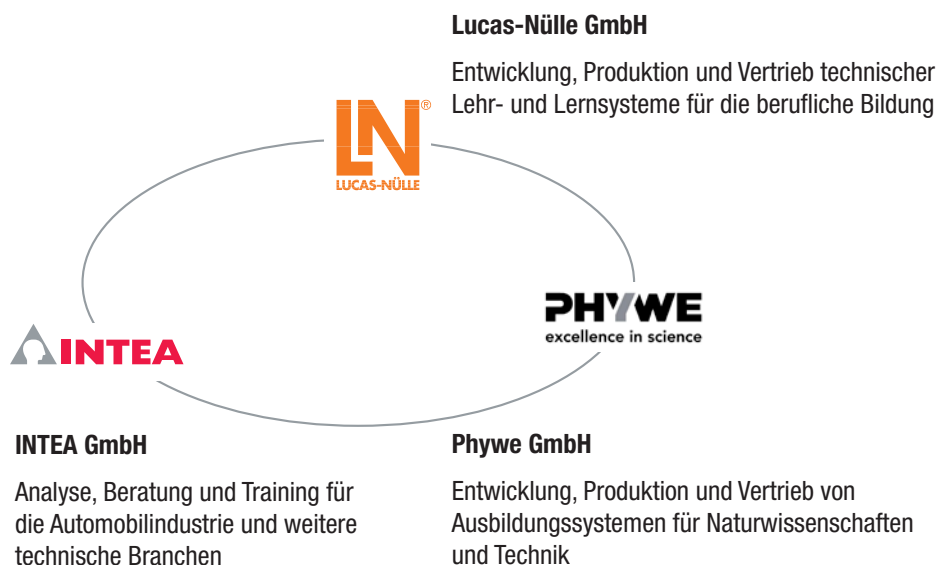 Lucas-Nülle GmbH
Entwicklung, Produktion und Vertrieb technischer
Lehr- und Lernsysteme für die berufliche Bildung
LN®
LUCAS-NÜLLE
PHYWE
excellence in science
INTEA
INTEA GmbH
Analyse, Beratung und Training für
die Automobilindustrie und weitere
technische Branchen
Phywe GmbH
Entwicklung, Produktion und Vertrieb von
Ausbildungssystemen für Naturwissenschaften
und Technik